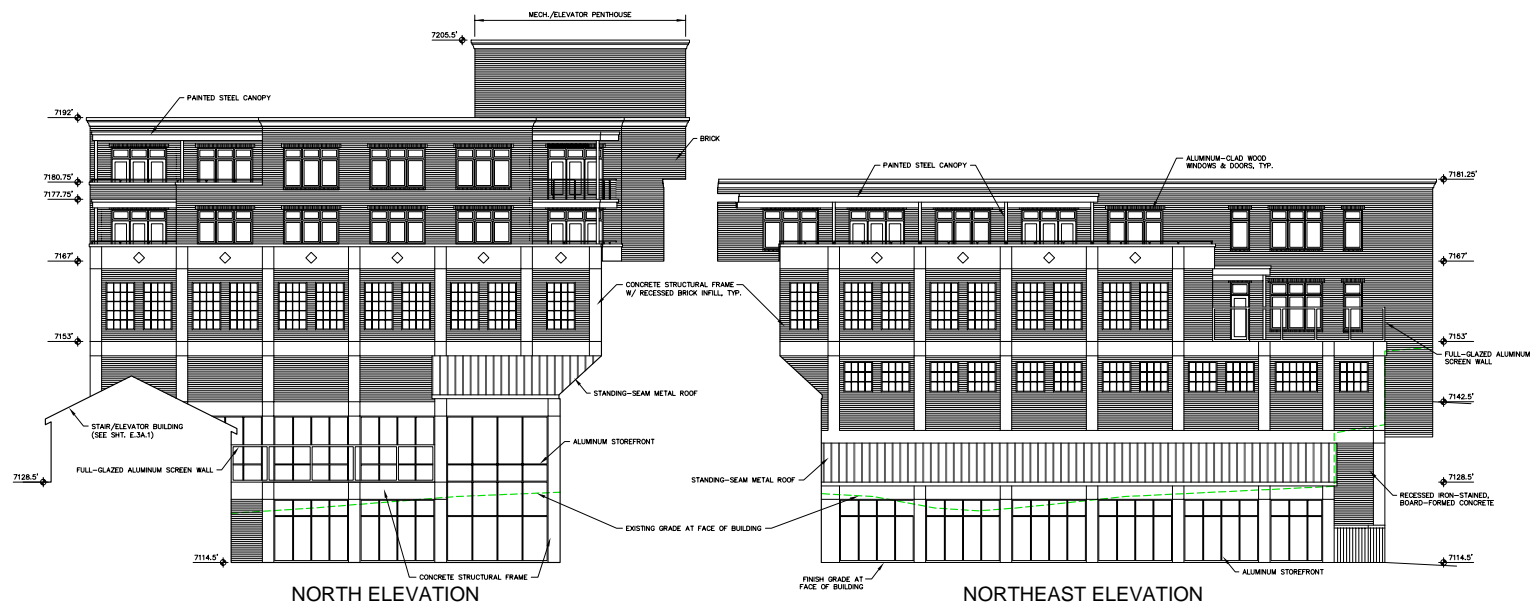 MECH./ELEVATOR PENTHOUSE
7205.5'
PAINTED STEEL CANOPY
7192'
BRICK
7180.75'
7177.75'
7167'
CONCRETE STRUCTURAL FRAME
W/ RECESSED BRICK INFILL, TYP.
7153'
STANDING-SEAM METAL ROOF
STAIR/ELEVATOR BUILDING
(SEE SHT. E.3A.1)
ALUMINUM STOREFRONT
FULL-GLAZED ALUMINUM SCREEN WALL
7128.5'
EXISTING GRADE AT FACE OF BUILDING
7114.5'
CONCRETE STRUCTURAL FRAME
NORTH ELEVATION
PAINTED STEEL CANOPY
ALUMINUM-CLAD WOOD
WINDOWS & DOORS, TYP.
7181.25'
7167'
7153'
FULL-GLAZED ALUMINUM
SCREEN WALL
7142.5'
STANDING-SEAM METAL ROOF
7128.5'
RECESSED IRON-STAINED,
BOARD-FORMED CONCRETE
7114.5'
ALUMINUM STOREFRONT
FINISH GRADE AT
FACE OF BUILDING
NORTHEAST ELEVATION